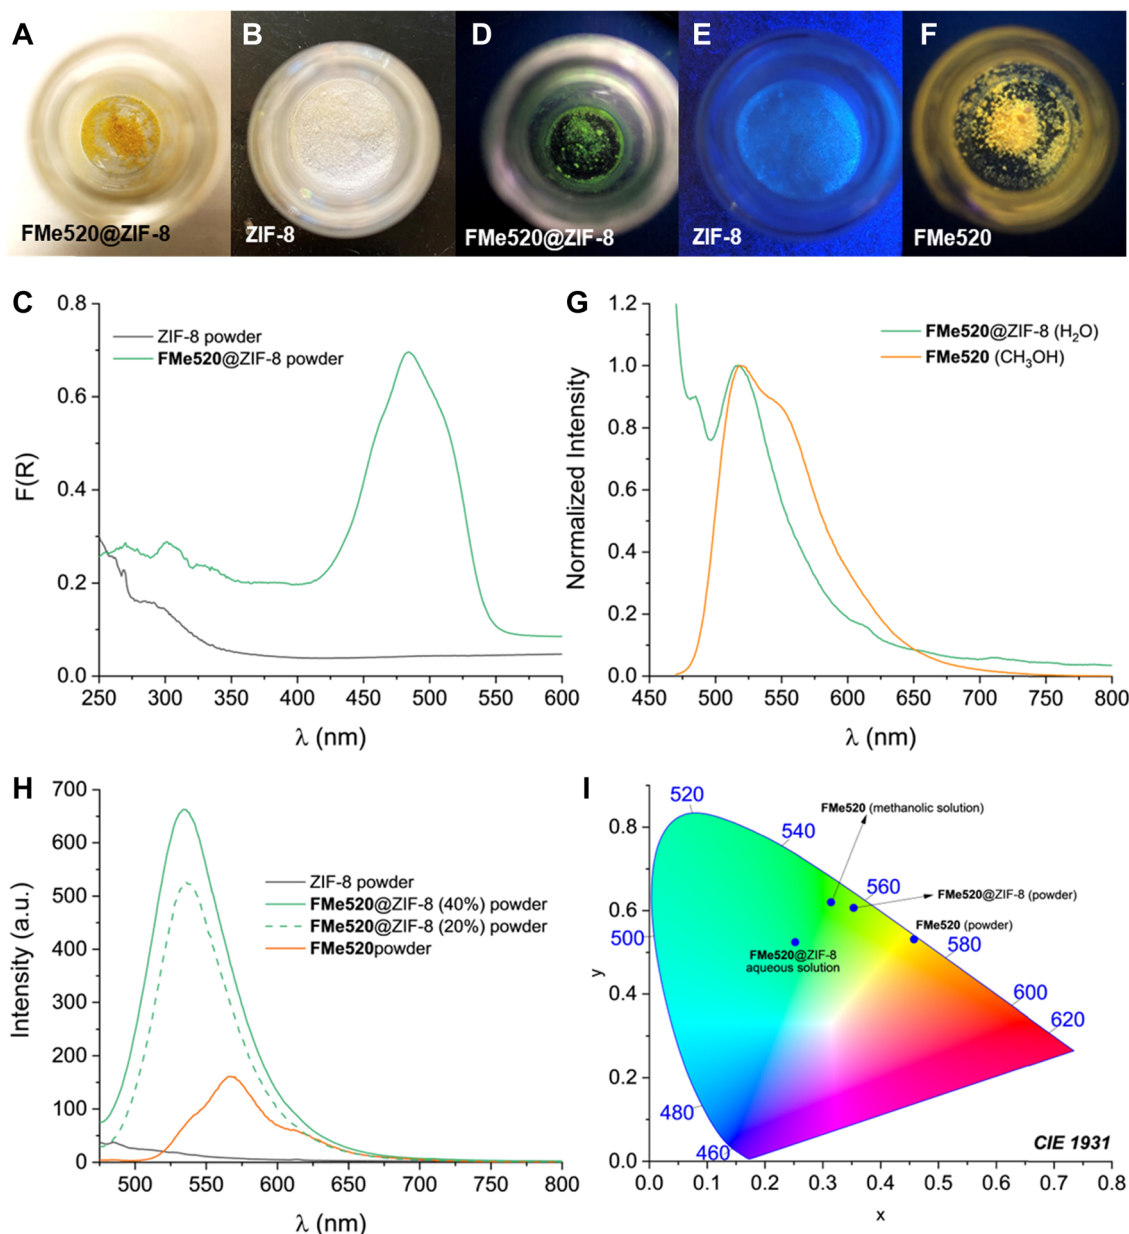 A
B
D
E
F
FMe520@ZIF-8
ZIF-8
FMe520@ZIF-8
ZIF-8
FMe520
C
0.8
0.6
0.4
0.2
0.0
F(R)
ZIF-8 powder
FMe520@ZIF-8 powder
250 300 350 400 450 500 550 600
λ (nm)
G
1.2
1.0
0.8
0.6
0.4
0.2
0.0
Normalized Intensity
FMe520@ZIF-8 (H₂O)
FMe520 (CH₃OH)
450 500 550 600 650 700 750 800
λ (nm)
H
700
600
500
400
300
200
100
0
Intensity (a.u.)
ZIF-8 powder
FMe520@ZIF-8 (40%) powder
FMe520@ZIF-8 (20%) powder
FMe520powder
500 550 600 650 700 750 800
λ (nm)
I
y
0.8
0.6
0.4
0.2
0.0
520
540
560
500
580
600
620
480
460
FMe520 (methanolic solution)
FMe520@ZIF-8 (powder)
FMe520 (powder)
FMe520@ZIF-8
aqueous solution
CIE 1931
0.0 0.1 0.2 0.3 0.4 0.5 0.6 0.7 0.8
x